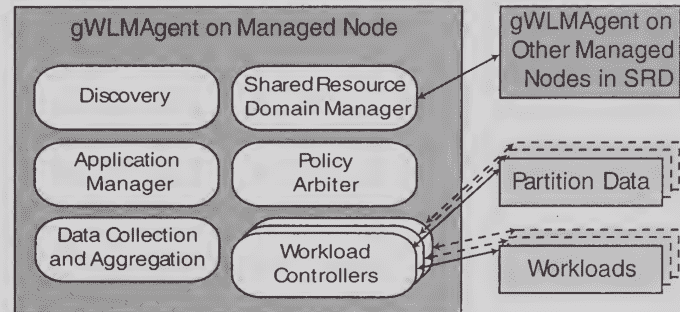 gWLMAgent on Managed Node
Discovery
Shared Resource
Domain Manager
Application
Manager
Policy
Arbiter
Data Collection
and Aggregation
Workload
Controllers
gWLMAgent on
Other Managed
Nodes in SRD
Partition Data
Workloads